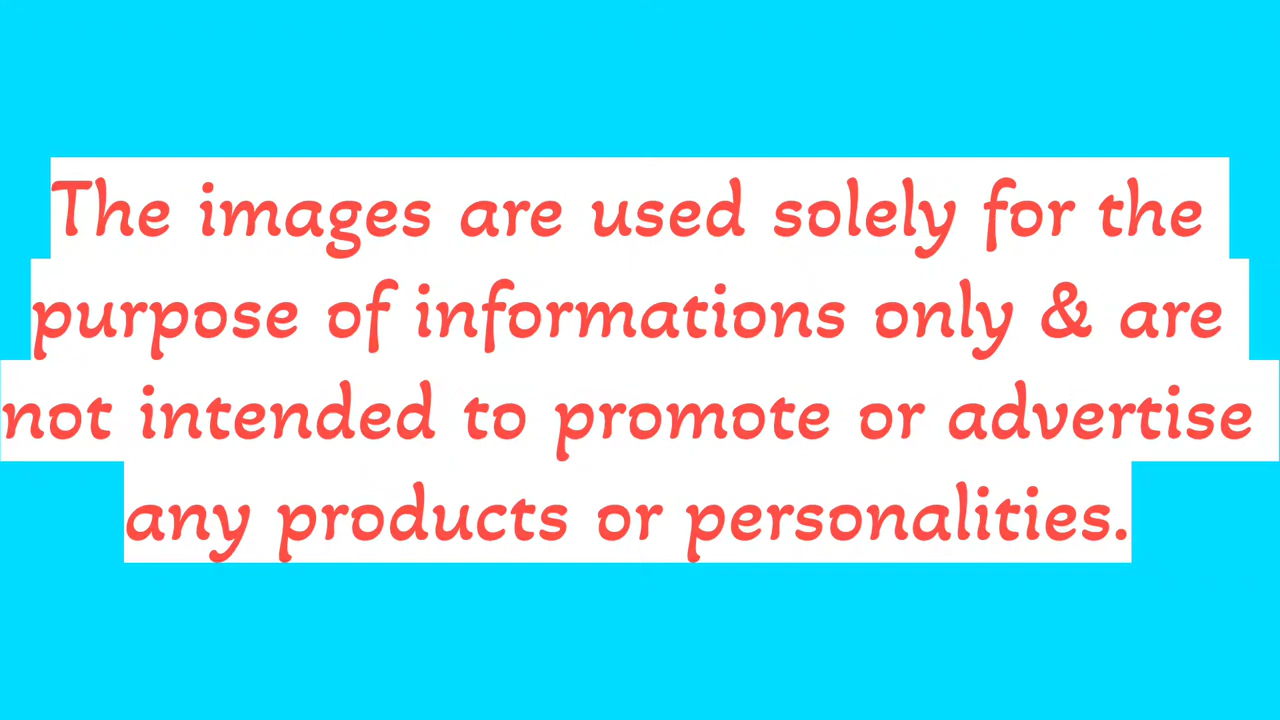 The images are used solely for the
purpose of informations only & are
not intended to promote or advertise
any products or personalities.